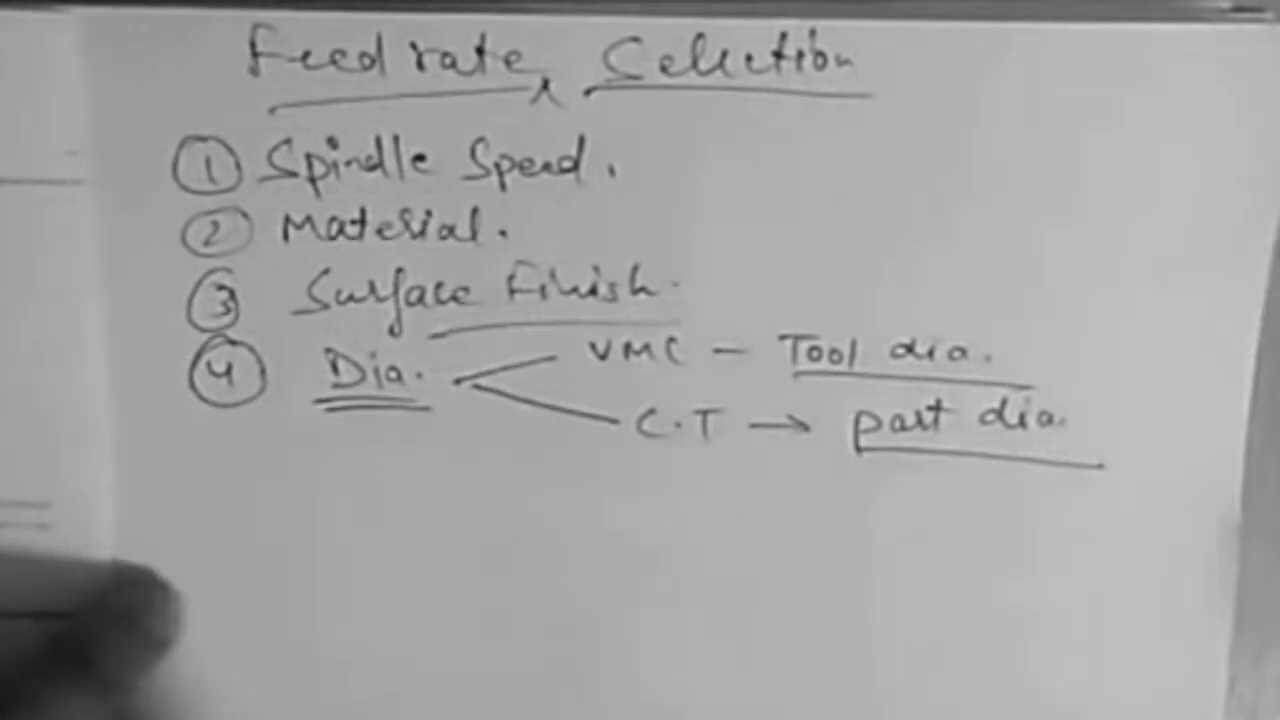 Feed rate Selection
① Spindle Speed.
② Material.
③ Surface Finish.
④ Dia. VMC - Tool dia.
C.T → part dia.